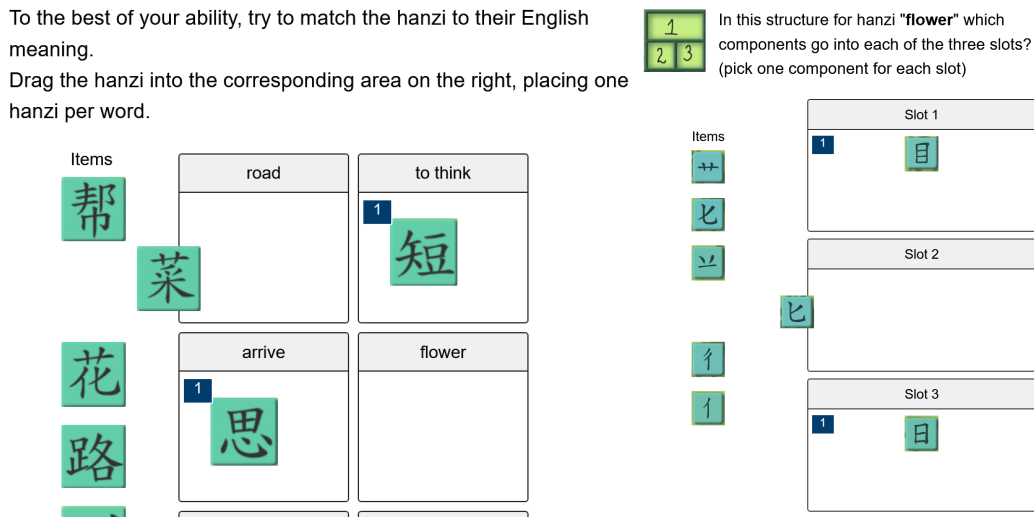 To the best of your ability, try to match the hanzi to their English
meaning.
Drag the hanzi into the corresponding area on the right, placing one
hanzi per word.
Items
帮
菜
花
路
road
to think
1
短
arrive
1
思
flower
1
2 3
In this structure for hanzi "flower" which
components go into each of the three slots?
(pick one component for each slot)
Items
艹
匕
䒑
彳
亻
Slot 1
1
目
Slot 2
匕
Slot 3
1
日